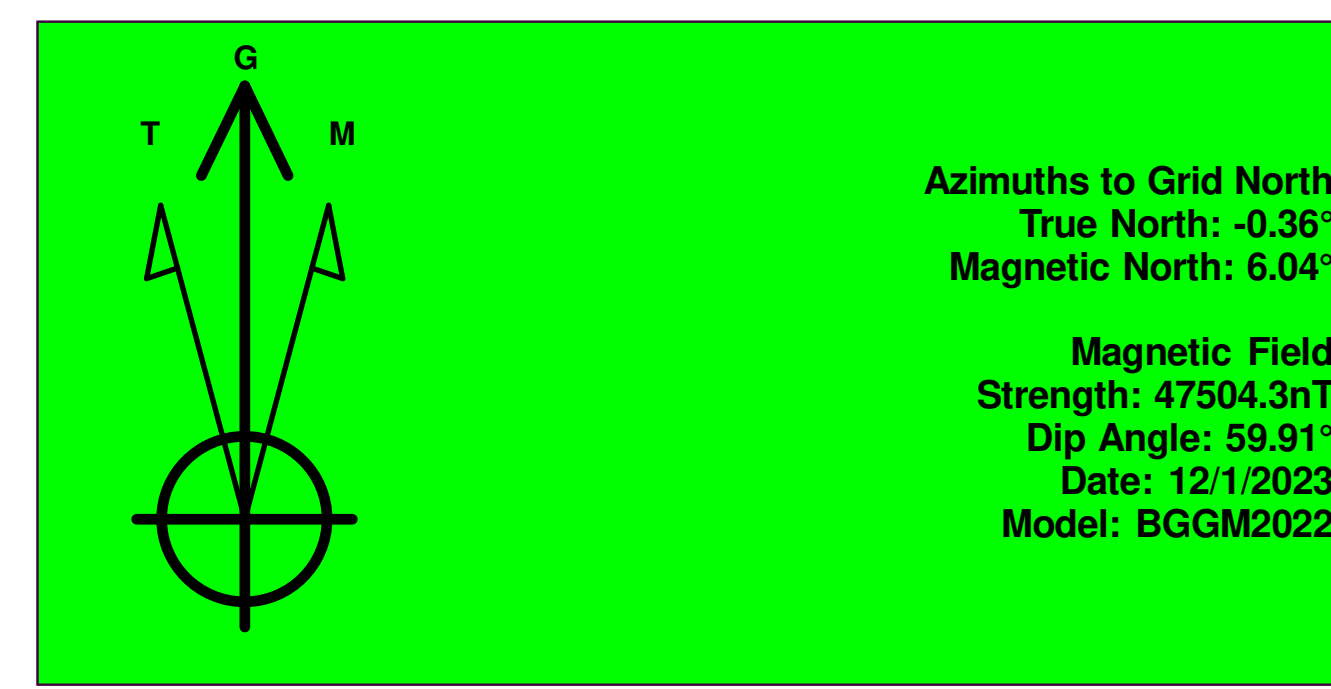 G
T M
Azimuths to Grid North
True North: -0.36°
Magnetic North: 6.04°
Magnetic Field
Strength: 47504.3nT
Dip Angle: 59.91°
Date: 12/1/2023
Model: BGGM2022